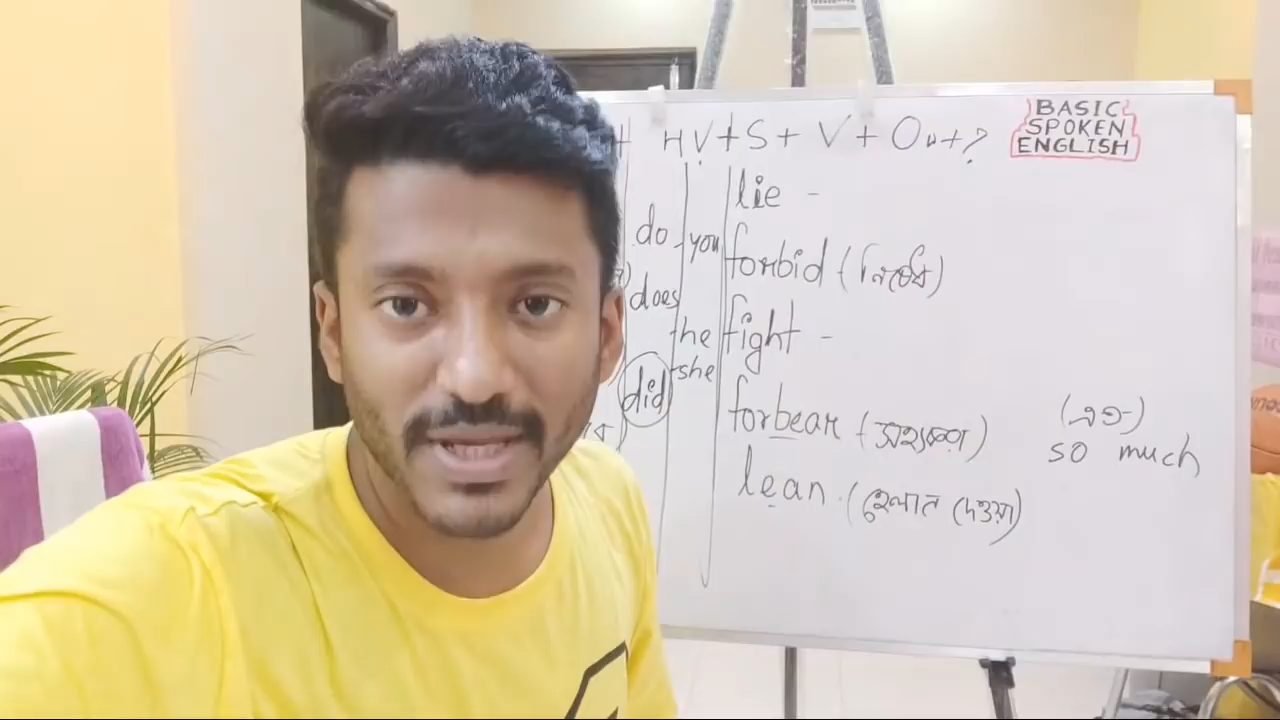 BASIC
SPOKEN
ENGLISH
+ HV + S + V + O w + ?
lie -
do you forbid (নিষেধ)
does
he fight -
she
did
forbear (সহ্যকরা)
(এত)
so much
lean. (হেলান দেওয়া)